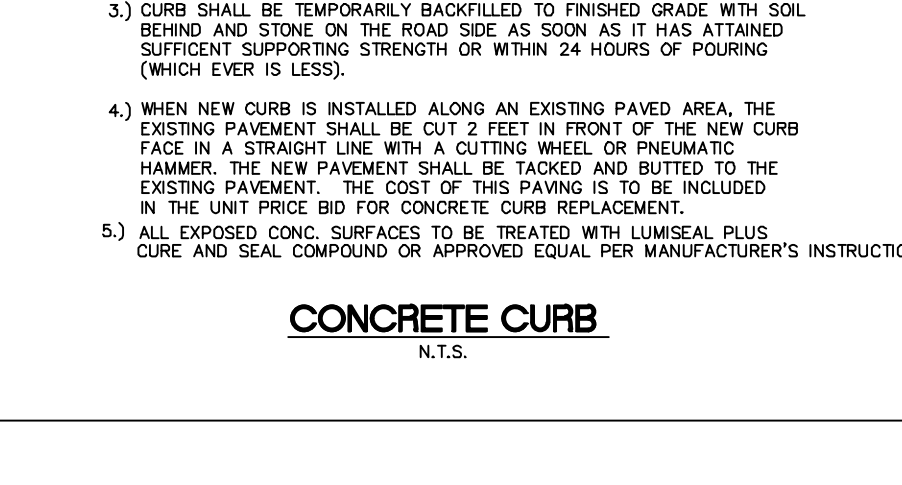 3.) CURB SHALL BE TEMPORARILY BACKFILLED TO FINISHED GRADE WITH SOIL
BEHIND AND STONE ON THE ROAD SIDE AS SOON AS IT HAS ATTAINED
SUFFICENT SUPPORTING STRENGTH OR WITHIN 24 HOURS OF POURING
(WHICH EVER IS LESS).
4.) WHEN NEW CURB IS INSTALLED ALONG AN EXISTING PAVED AREA, THE
EXISTING PAVEMENT SHALL BE CUT 2 FEET IN FRONT OF THE NEW CURB
FACE IN A STRAIGHT LINE WITH A CUTTING WHEEL OR PNEUMATIC
HAMMER. THE NEW PAVEMENT SHALL BE TACKED AND BUTTED TO THE
EXISTING PAVEMENT. THE COST OF THIS PAVING IS TO BE INCLUDED
IN THE UNIT PRICE BID FOR CONCRETE CURB REPLACEMENT.
5.) ALL EXPOSED CONC. SURFACES TO BE TREATED WITH LUMISEAL PLUS
CURE AND SEAL COMPOUND OR APPROVED EQUAL PER MANUFACTURER'S
CONCRETE CURB
N.T.S.